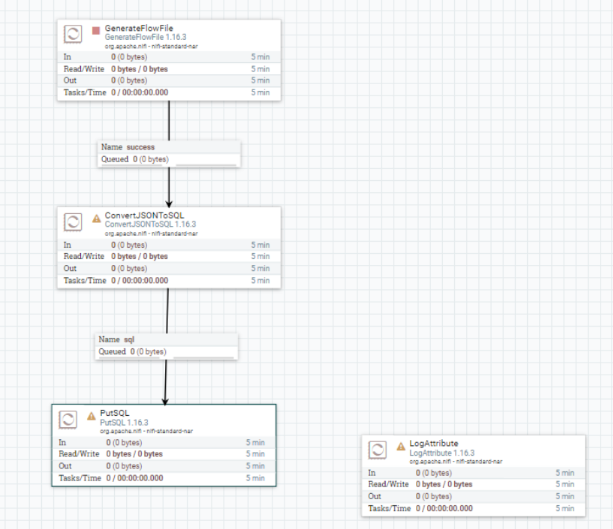 GenerateFlowFile
GenerateFlowFile 1.16.3
org.apache.nifi - nifi-standard-nar
In 0 (0 bytes) 5 min
Read/Write 0 bytes / 0 bytes 5 min
Out 0 (0 bytes) 5 min
Tasks/Time 0 / 00:00:00.000 5 min
Name success
Queued 0 (0 bytes)
ConvertJSONToSQL
ConvertJSONToSQL 1.16.3
org.apache.nifi - nifi-standard-nar
In 0 (0 bytes) 5 min
Read/Write 0 bytes / 0 bytes 5 min
Out 0 (0 bytes) 5 min
Tasks/Time 0 / 00:00:00.000 5 min
Name sql
Queued 0 (0 bytes)
PutSQL
PutSQL 1.16.3
org.apache.nifi - nifi-standard-nar
In 0 (0 bytes) 5 min
Read/Write 0 bytes / 0 bytes 5 min
Out 0 (0 bytes) 5 min
Tasks/Time 0 / 00:00:00.000 5 min
LogAttribute
LogAttribute 1.16.3
org.apache.nifi - nifi-standard-nar
In 0 (0 bytes) 5 min
Read/Write 0 bytes / 0 bytes 5 min
Out 0 (0 bytes) 5 min
Tasks/Time 0 / 00:00:00.000 5 min